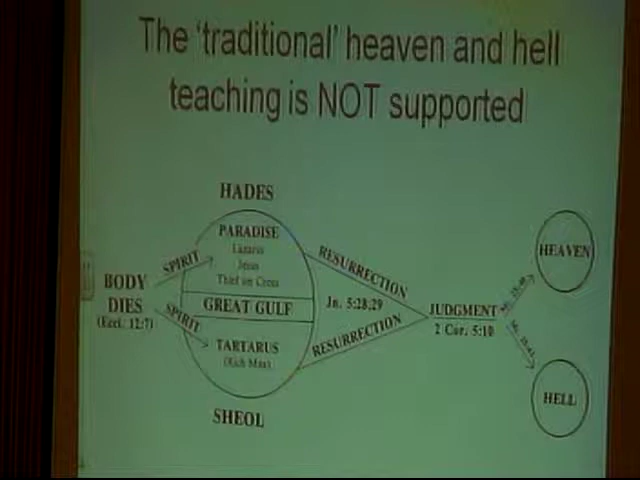 The 'traditional' heaven and hell
teaching is NOT supported
HADES
PARADISE
Lazarus
Jesus
Thief on Cross
SPIRIT
BODY
DIES
(Eccl. 12:7)
SPIRIT
GREAT GULF
TARTARUS
(Rich Man)
SHEOL
RESURRECTION
Jn. 5:28,29
RESURRECTION
JUDGMENT
2 Cor. 5:10
HEAVEN
HELL